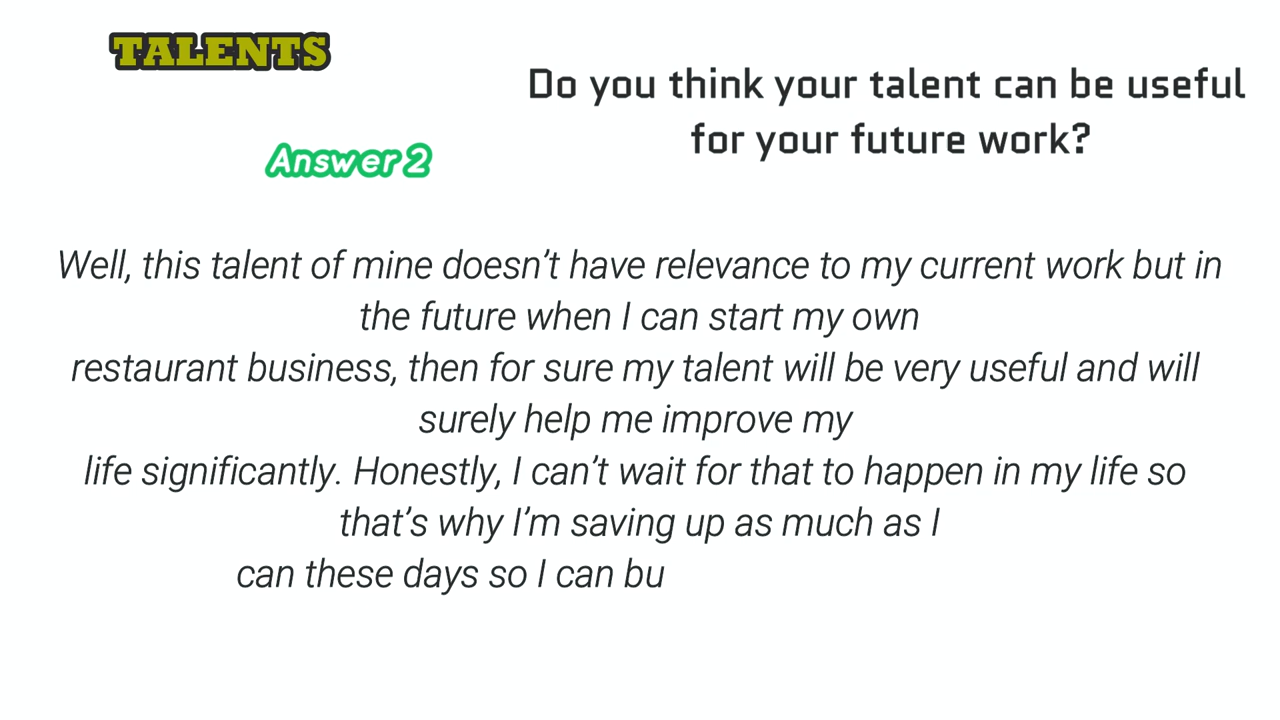 TALENTS
Do you think your talent can be useful
for your future work?
Answer 2
Well, this talent of mine doesn’t have relevance to my current work but in
the future when I can start my own
restaurant business, then for sure my talent will be very useful and will
surely help me improve my
life significantly. Honestly, I can’t wait for that to happen in my life so
that’s why I’m saving up as much as I
can these days so I can bu